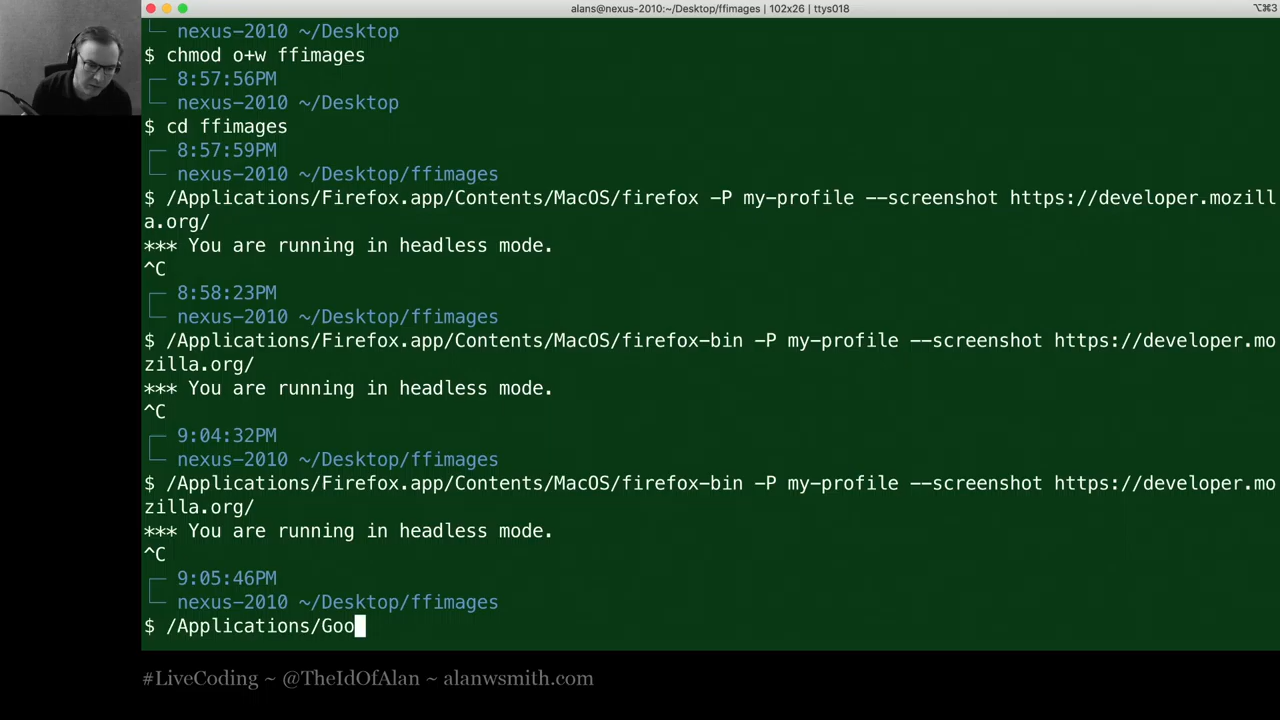 alans@nexus-2010:~/Desktop/ffimages | 102x26 | ttys018
⌥⌘3
nexus-2010 ~/Desktop
$ chmod o+w ffimages
8:57:56PM
nexus-2010 ~/Desktop
$ cd ffimages
8:57:59PM
nexus-2010 ~/Desktop/ffimages
$ /Applications/Firefox.app/Contents/MacOS/firefox -P my-profile --screenshot https://developer.mozill
a.org/
*** You are running in headless mode.
^C
8:58:23PM
nexus-2010 ~/Desktop/ffimages
$ /Applications/Firefox.app/Contents/MacOS/firefox-bin -P my-profile --screenshot https://developer.mo
zilla.org/
*** You are running in headless mode.
^C
9:04:32PM
nexus-2010 ~/Desktop/ffimages
$ /Applications/Firefox.app/Contents/MacOS/firefox-bin -P my-profile --screenshot https://developer.mo
zilla.org/
*** You are running in headless mode.
^C
9:05:46PM
nexus-2010 ~/Desktop/ffimages
$ /Applications/Goo
#LiveCoding ~ @TheIdOfAlan ~ alanwsmith.com